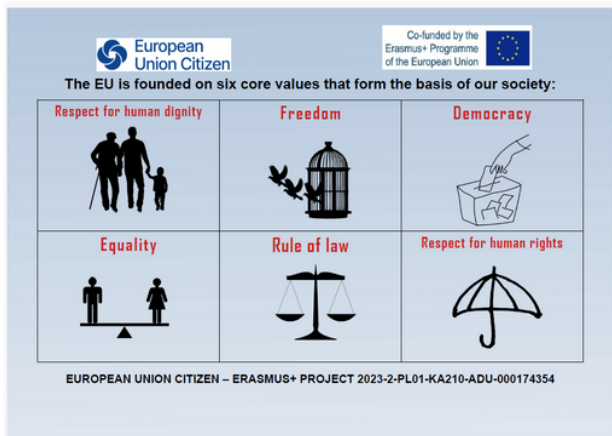 European
Union Citizen
Co-funded by the
Erasmus+ Programme
of the European Union
The EU is founded on six core values that form the basis of our society:
Respect for human dignity
Freedom
Democracy
Equality
Rule of law
Respect for human rights
EUROPEAN UNION CITIZEN – ERASMUS+ PROJECT 2023-2-PL01-KA210-ADU-000174354